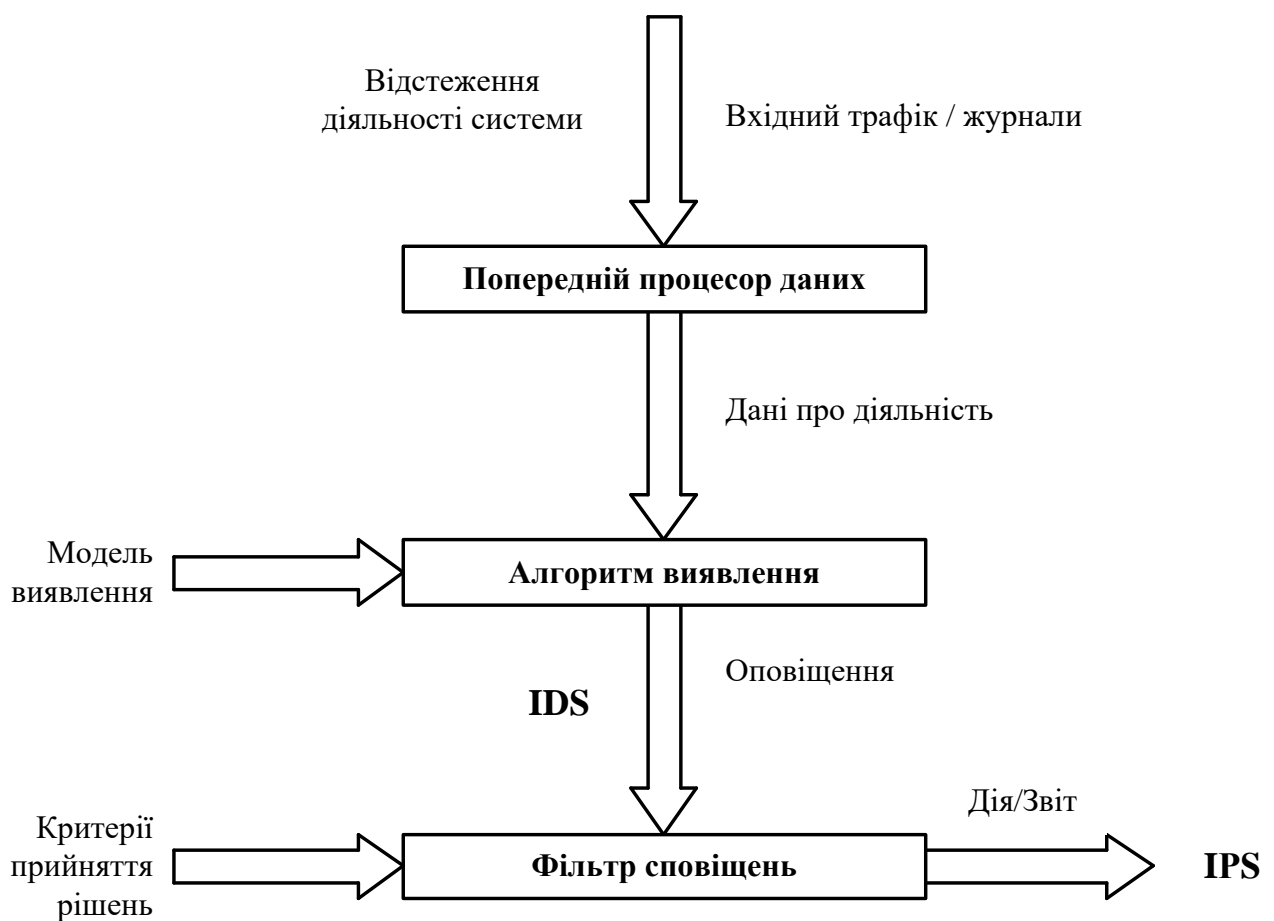 Відстеження
діяльності системи
Вхідний трафік / журнали
Попередній процесор даних
Дані про діяльність
Модель
виявлення
Алгоритм виявлення
Оповіщення
IDS
Дія/Звіт
Критерії
прийняття
рішень
Фільтр сповіщень
IPS